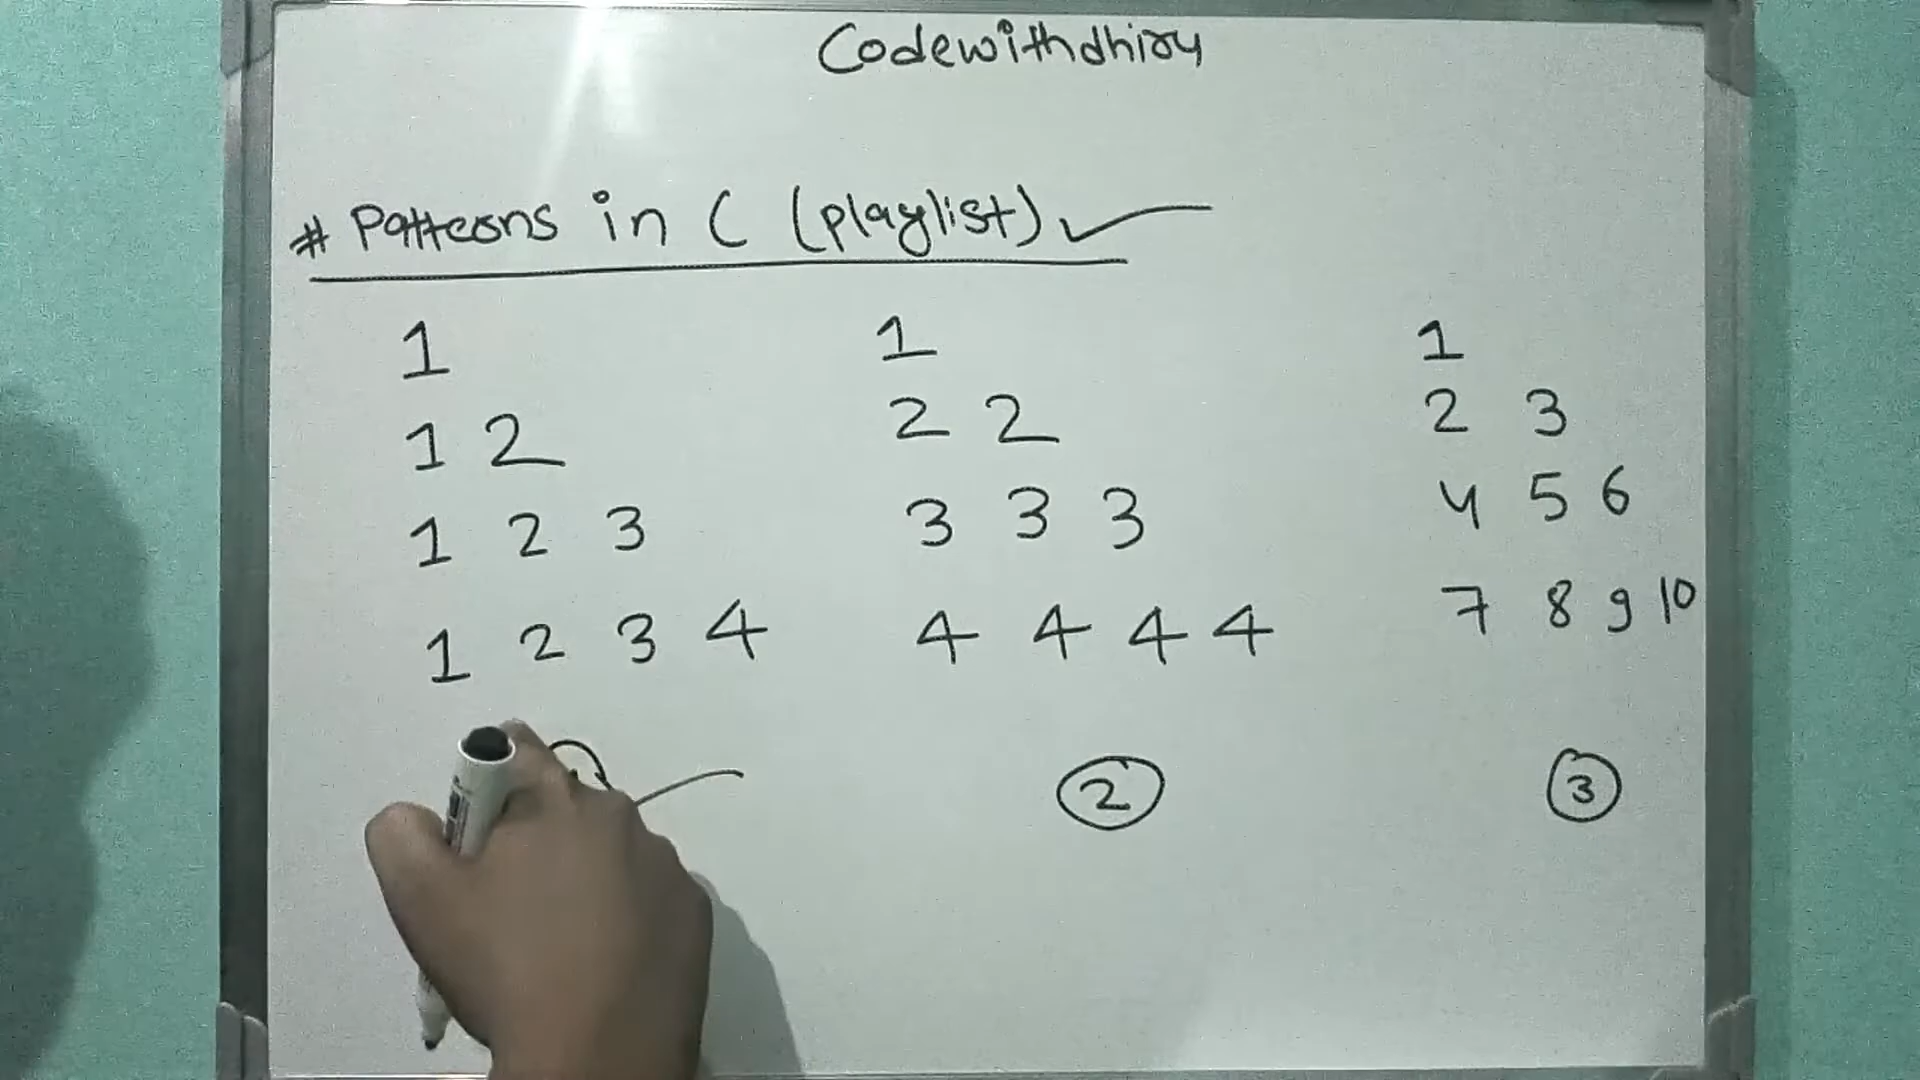 Codewithdhiru
# Patterns in C (playlist)
1
1 2
1 2 3
1 2 3 4
1
2 2
3 3 3
4 4 4 4
2
1
2 3
4 5 6
7 8 9 10
3